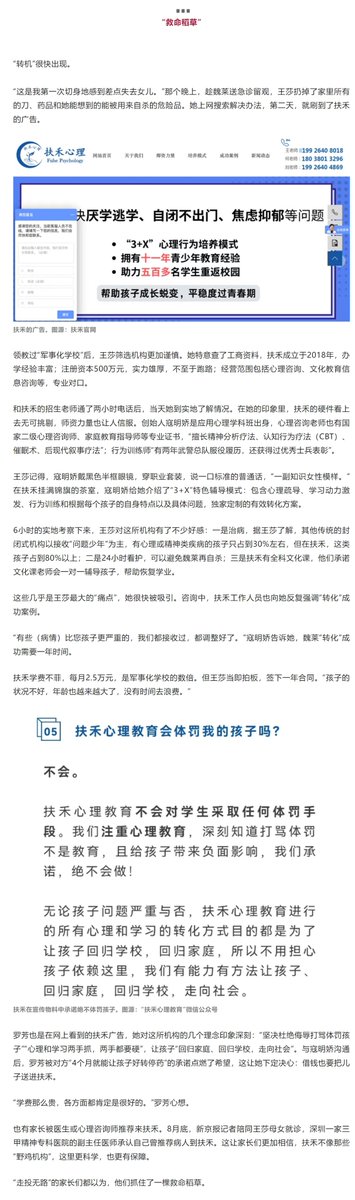 “救命稻草”
“转机”很快出现。
“这是我第一次切身地感到差点失去女儿。”那个晚上，趁魏莱送急诊留观，王莎扔掉了家里所有
的刀、药品和她能想到的能被用来自杀的危险品。她上网搜索解决办法，第二天，就刷到了扶禾
的广告。
扶禾心理
Fuhe Psychology
网站首页 关于我们 师资力量 培养模式 成功案例 新闻动态
199 2640 8018
180 3801 3296
199 2640 4869
决厌学逃学、自闭不出门、焦虑抑郁等问题
• “3+X”心理行为培养模式
• 拥有十一年青少年教育经验
• 助力五百多名学生重返校园
帮助孩子成长蜕变，平稳度过青春期
扶禾的广告。图源：扶禾官网
领教过“军事化学校”后，王莎筛选机构更加谨慎。她特意查了工商资料，扶禾成立于2018年，办
学经验丰富；注册资本500万元，实力雄厚，不至于跑路；经营范围包括心理咨询、文化教育信
息咨询等，专业对口。
和扶禾的招生老师通了两小时电话后，当天她到实地了解情况。在她的印象里，扶禾的硬件看上
去无可挑剔，师资力量也让人信服。创始人寇明娇是应用心理学科班出身，心理咨询老师也有国
家二级心理咨询师、家庭教育指导师等专业证书，“擅长精神分析疗法、认知行为疗法（CBT）、
催眠术、后现代叙事疗法”；行为训练师“有两年武警总队服役履历，还获得过优秀士兵表彰”。
王莎记得，寇明娇戴黑色半框眼镜，穿职业套装，说一口标准的普通话，“一副知识女性模样。”
在扶禾挂满锦旗的茶室，寇明娇给她介绍了“3+X”特色辅导模式：包含心理疏导、学习动力激
发、行为训练和根据每个孩子的自身特点以及具体问题，独家定制的有效转化方案。
6小时的实地考察下来，王莎对这所机构有了不少好感：一是治病，据王莎了解，其他传统的封
闭式机构以接收“问题少年”为主，有心理或精神类疾病的孩子只占到30%左右，但在扶禾，这类
孩子占到80%以上；二是24小时看护，可以避免魏莱再自杀；三是扶禾有全科文化课，他们承诺
文化课老师会一对一辅导孩子，帮助恢复学业。
这些几乎是王莎最大的“痛点”，她很快被吸引。咨询中，扶禾工作人员也向她反复强调“转化”成
功案例。
“有些（病情）比您孩子更严重的，我们都接收过，都调整好了。”寇明娇告诉她，魏莱“转化”成
功需要一年时间。
扶禾学费不菲，每月2.5万元，是军事化学校的数倍。但王莎当即拍板，签下一年合同。“孩子的
状况不好，年龄也越来越大了，没有时间去浪费。”
05 扶禾心理教育会体罚我的孩子吗？
不会。
扶禾心理教育不会对学生采取任何体罚手
段。我们注重心理教育，深刻知道打骂体罚
不是教育，且给孩子带来负面影响，我们承
诺，绝不会做！
无论孩子问题严重与否，扶禾心理教育进行
的所有心理和学习的转化方式目的都是为了
让孩子回归学校，回归家庭，所以不用担心
孩子依赖这里，我们有能力有方法让孩子、
回归家庭，回归学校，走向社会。
扶禾在宣传物料中承诺绝不体罚孩子。图源：“扶禾心理教育”微信公众号
罗芳也是在网上看到的扶禾广告，她对这所机构的几个理念印象深刻：“坚决杜绝侮辱打骂体罚孩
子”“心理和学习两手抓，两手都要硬”，让孩子“回归家庭、回归学校、走向社会”。与寇明娇沟通
后，罗芳被对方“4个月就能让孩子好转停药”的承诺点燃了希望，这让她下定决心：借钱也要把儿
子送进扶禾。
“学费那么贵，各方面都肯定是很好的。”罗芳心想。
也有家长被医生或心理咨询师推荐来扶禾。8月底，新京报记者陪同王莎母女就诊，深圳一家三
甲精神专科医院的副主任医师承认自己曾推荐病人到扶禾。这让家长们更加相信，扶禾不像那些
“野鸡机构”，这里更科学，也更有保障。
“走投无路”的家长们都以为，他们抓住了一棵救命稻草。